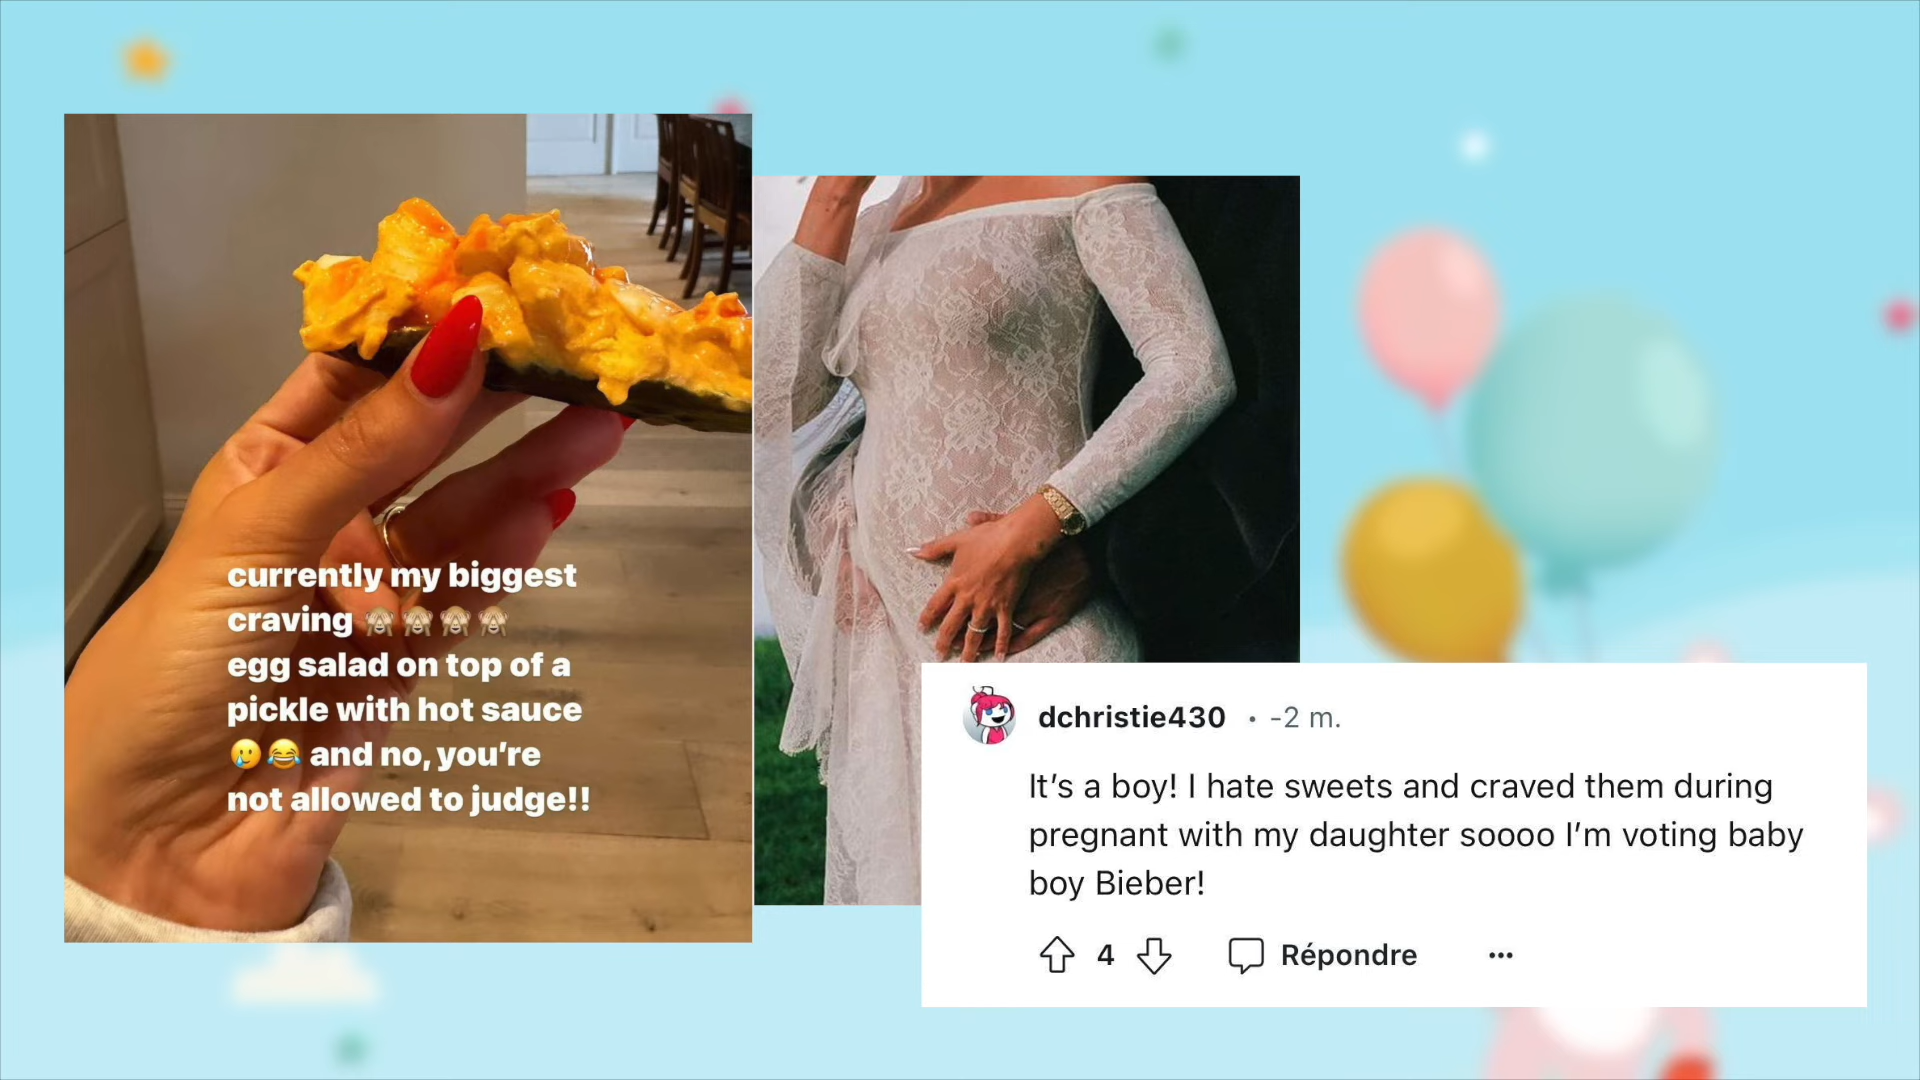 currently my biggest
craving 🙈🙈🙈🙈
egg salad on top of a
pickle with hot sauce
🥲😂 and no, you’re
not allowed to judge!!
dchristie430 · -2 m.
It’s a boy! I hate sweets and craved them during
pregnant with my daughter soooo I’m voting baby
boy Bieber!
4 Répondre ...